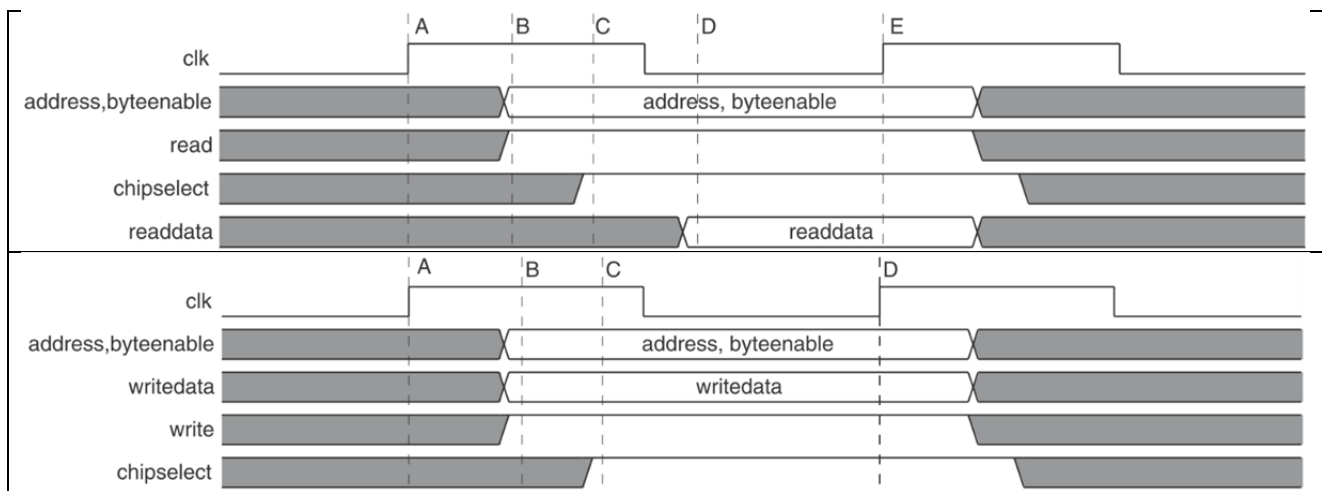 A B C D E
clk
address,byteenable address, byteenable
read
chipselect
readdata readdata
A B C D
clk
address,byteenable address, byteenable
writedata writedata
write
chipselect